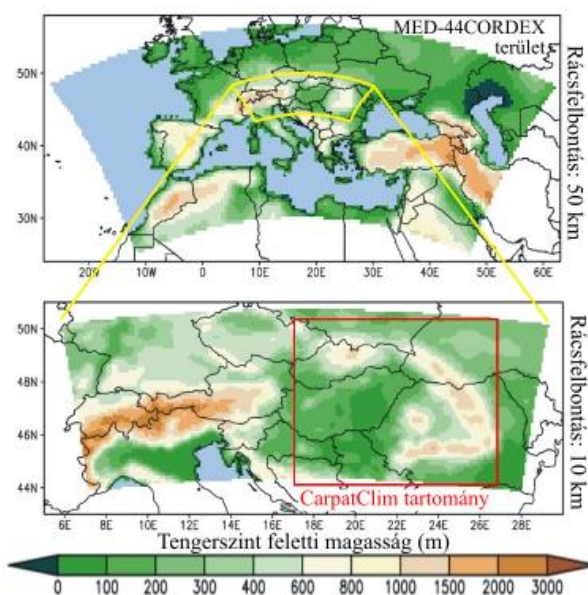 MED-44CORDEX
terület
Rácsfelbontás: 50 km
50N
40N
30N
20W 10W 0 10E 20E 30E 40E 50E 60E
Rácsfelbontás: 10 km
50N
48N
46N
44N
CarpatClim tartomány
6E 8E 10E 12E 14E 16E 18E 20E 22E 24E 26E 28E
Tengerszint feletti magasság (m)
0 100 200 300 400 600 800 1000 1500 2000 3000